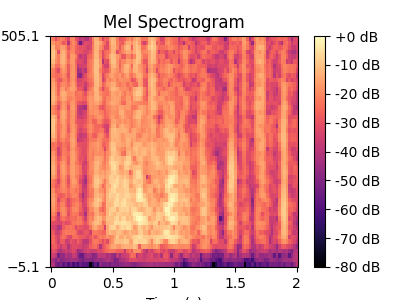 Mel Spectrogram
505.1
−5.1
0
0.5
1
1.5
2
+0 dB
-10 dB
-20 dB
-30 dB
-40 dB
-50 dB
-60 dB
-70 dB
-80 dB